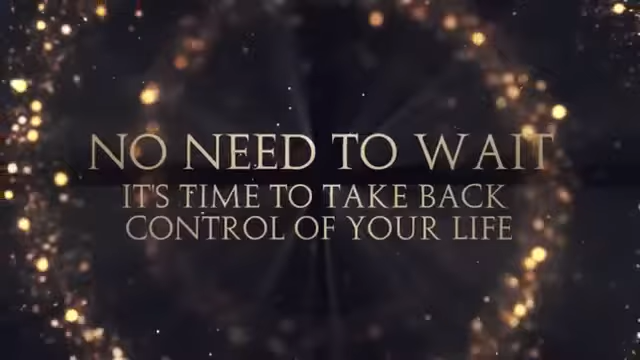 NO NEED TO WAIT
IT'S TIME TO TAKE BACK
CONTROL OF YOUR LIFE